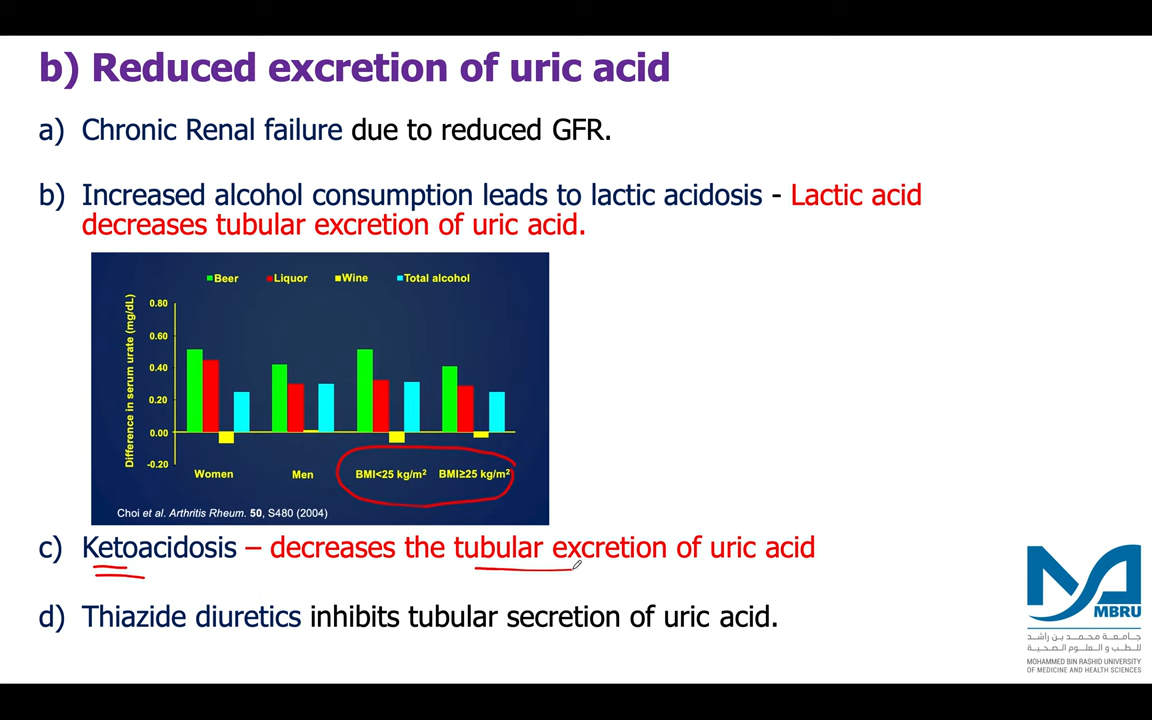 b) Reduced excretion of uric acid
a) Chronic Renal failure due to reduced GFR.
b) Increased alcohol consumption leads to lactic acidosis - Lactic acid
decreases tubular excretion of uric acid.
Beer Liquor Wine Total alcohol
Difference in serum urate (mg/dL)
0.80
0.60
0.40
0.20
0.00
-0.20
Women Men BMI<25 kg/m² BMI≥25 kg/m²
Choi et al. Arthritis Rheum. 50, S480 (2004)
c) Ketoacidosis – decreases the tubular excretion of uric acid
d) Thiazide diuretics inhibits tubular secretion of uric acid.
MBRU
جامعة محمد بن راشد
للطب و العلوم الصحية
MOHAMMED BIN RASHID UNIVERSITY
OF MEDICINE AND HEALTH SCIENCES